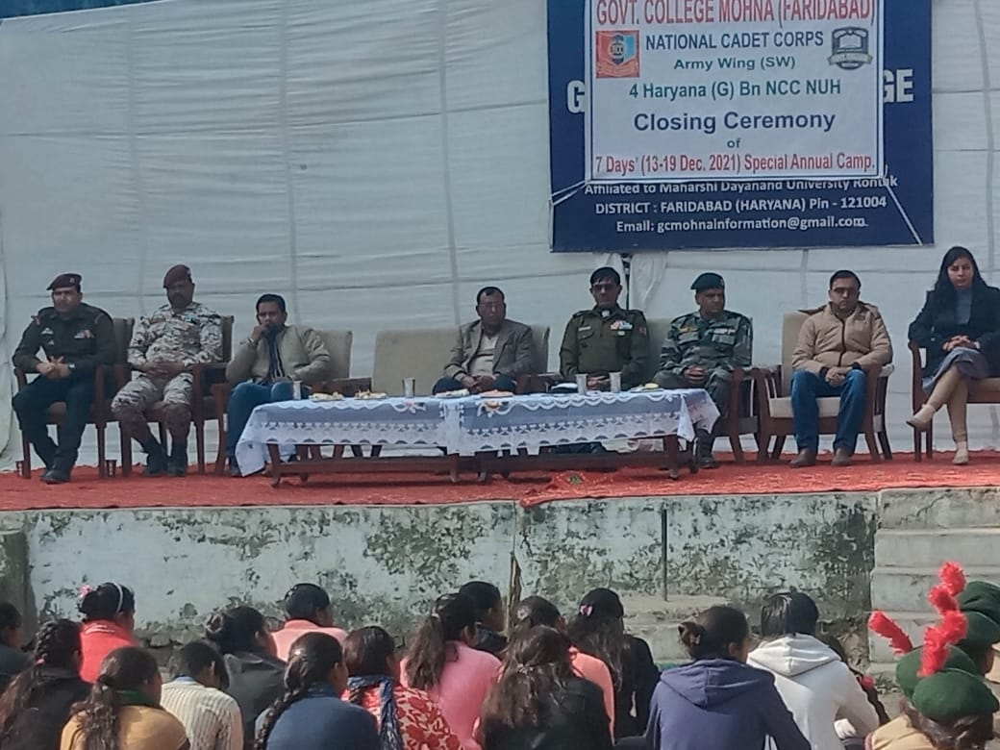 GOVT. COLLEGE MOHNA (FARIDABAD)
NATIONAL CADET CORPS
Army Wing (SW)
4 Haryana (G) Bn NCC NUH
Closing Ceremony
of
7 Days' (13-19 Dec. 2021) Special Annual Camp.
G
GE
Affiliated to Maharshi Dayanand University Rohtak
DISTRICT : FARIDABAD (HARYANA) Pin - 121004
Email: gcmohnainformation@gmail.com